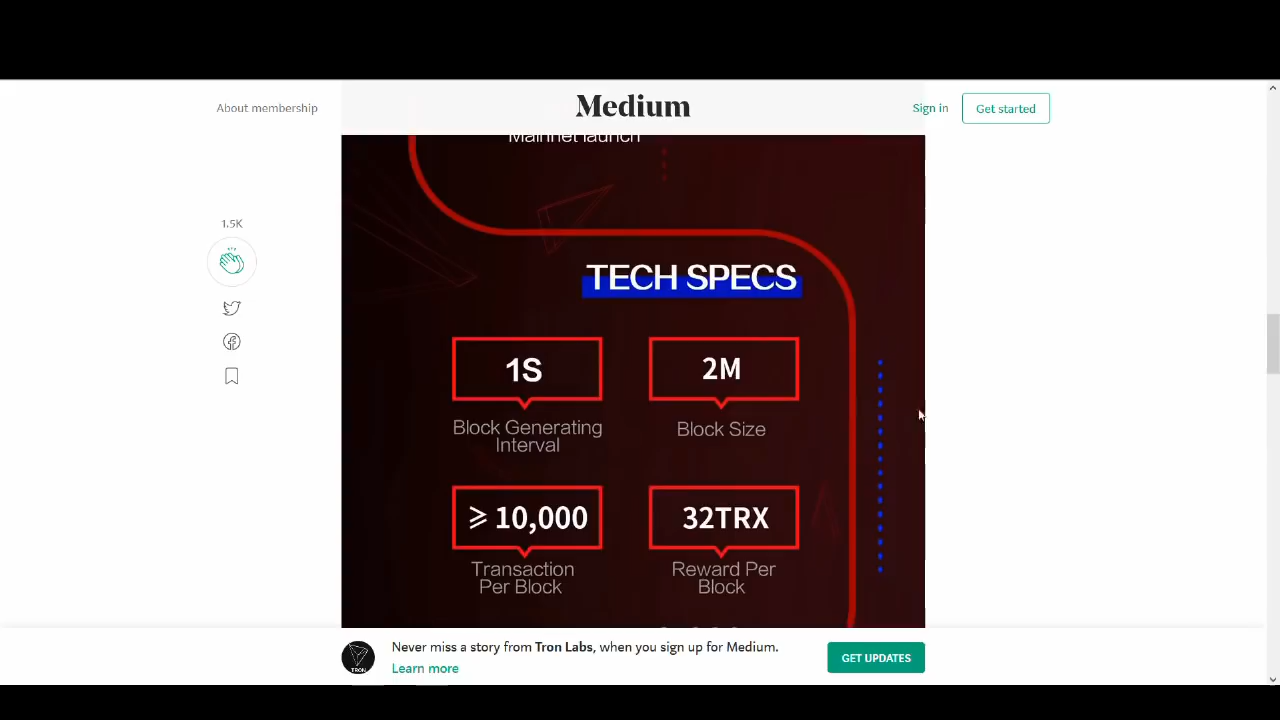 About membership
Medium
Sign in
Get started
Mainnet launch
1.5K
TECH SPECS
1S
2M
Block Generating
Interval
Block Size
⩾ 10,000
32TRX
Transaction
Per Block
Reward Per
Block
TRON
Never miss a story from Tron Labs, when you sign up for Medium.
Learn more
GET UPDATES